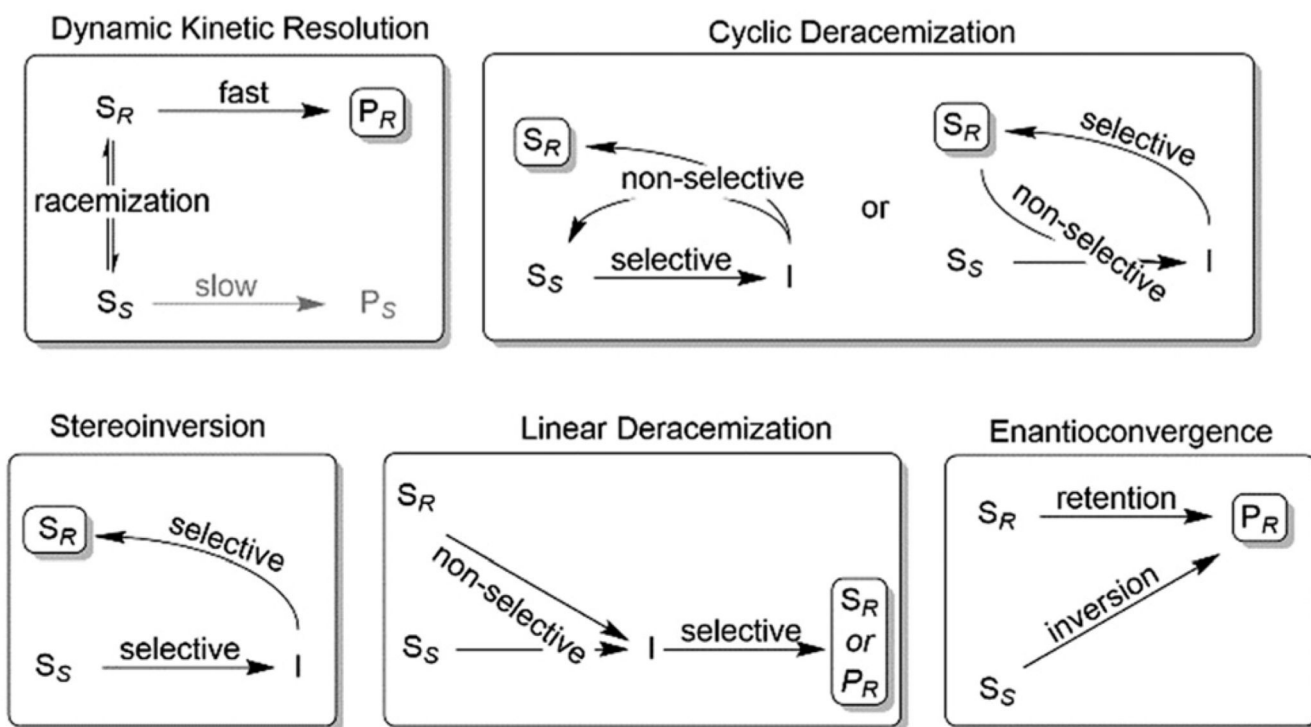 Dynamic Kinetic Resolution
S_R fast P_R
racemization
S_S slow P_S
Cyclic Deracemization
S_R
non-selective
S_S selective I
or
S_R selective
non-selective
S_S I
Stereoinversion
S_R selective
S_S selective I
Linear Deracemization
S_R
non-selective
S_S I selective
S_R
or
P_R
Enantioconvergence
S_R retention P_R
inversion
S_S